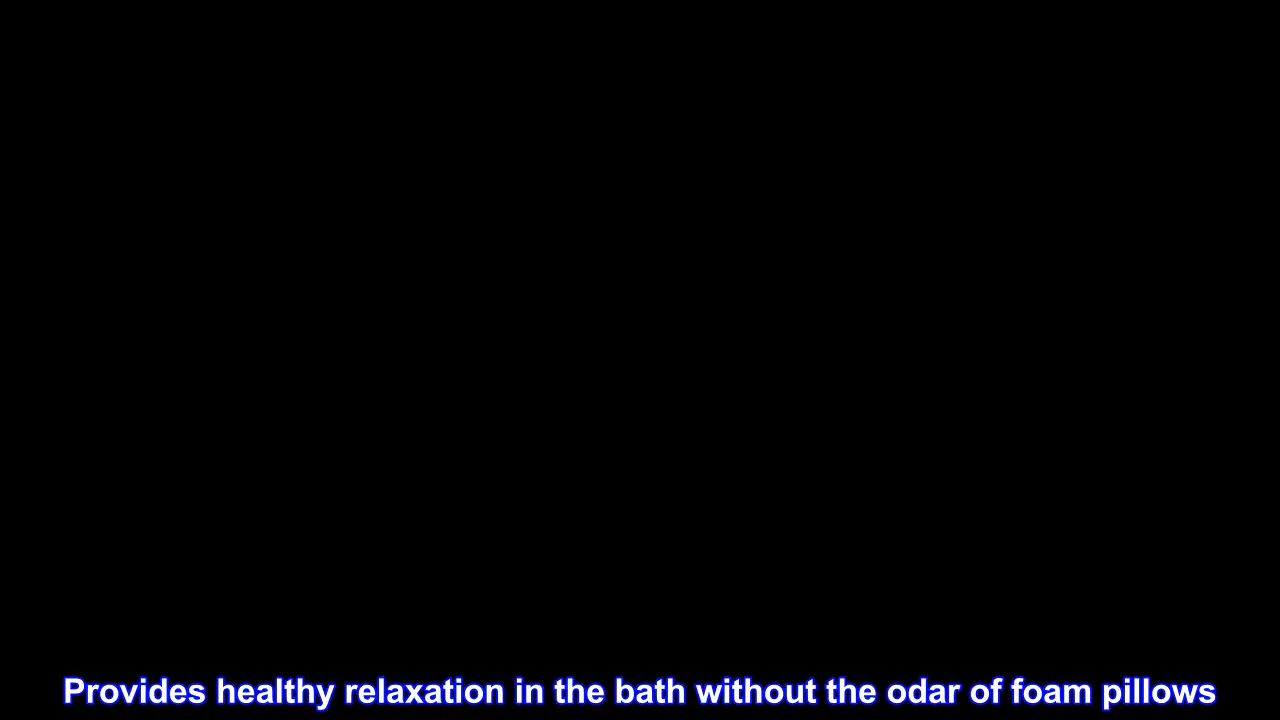 Provides healthy relaxation in the bath without the odar of foam pillows